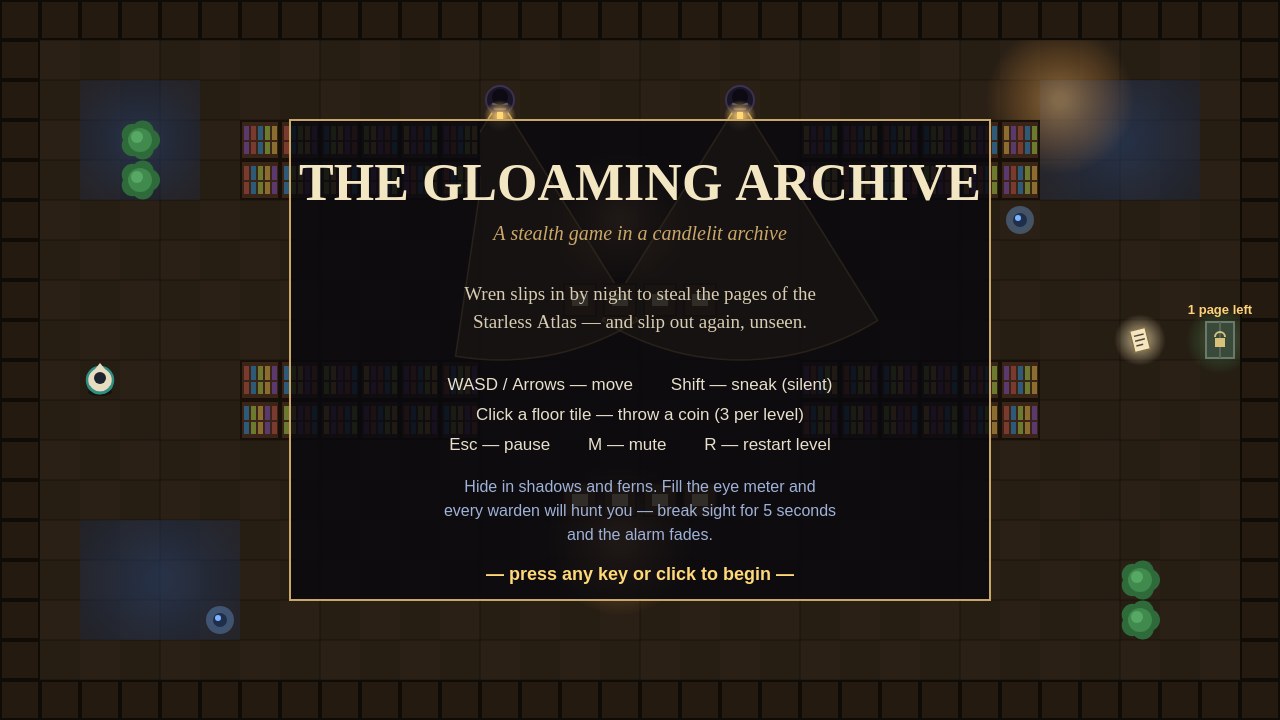 THE GLOAMING ARCHIVE
A stealth game in a candlelit archive
Wren slips in by night to steal the pages of the
Starless Atlas — and slip out again, unseen.
1 page left
WASD / Arrows — move Shift — sneak (silent)
Click a floor tile — throw a coin (3 per level)
Esc — pause M — mute R — restart level
Hide in shadows and ferns. Fill the eye meter and
every warden will hunt you — break sight for 5 seconds
and the alarm fades.
— press any key or click to begin —